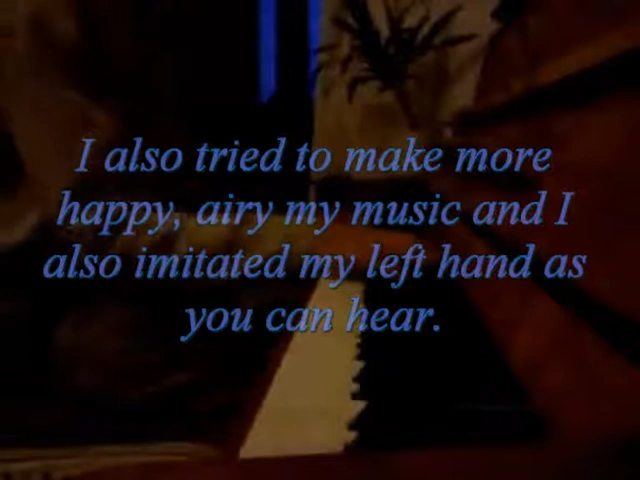 I also tried to make more
happy, airy my music and I
also imitated my left hand as
you can hear.